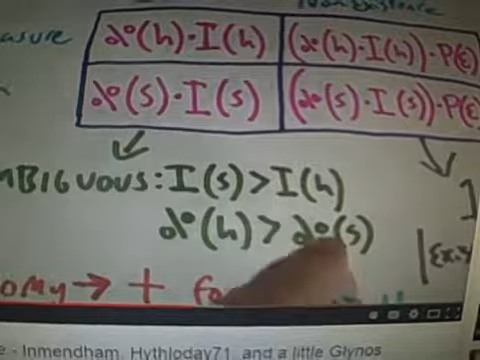 d°(h)·I(h) (d°(h)·I(h))·P(ε)
d°(s)·I(s) (d°(s)·I(s))·P(ε)
MBIGUOUS: I(s) > I(h)
d°(h) > d°(s)
omy → +
- Inmendham, Hythloday71, and a little Glynos